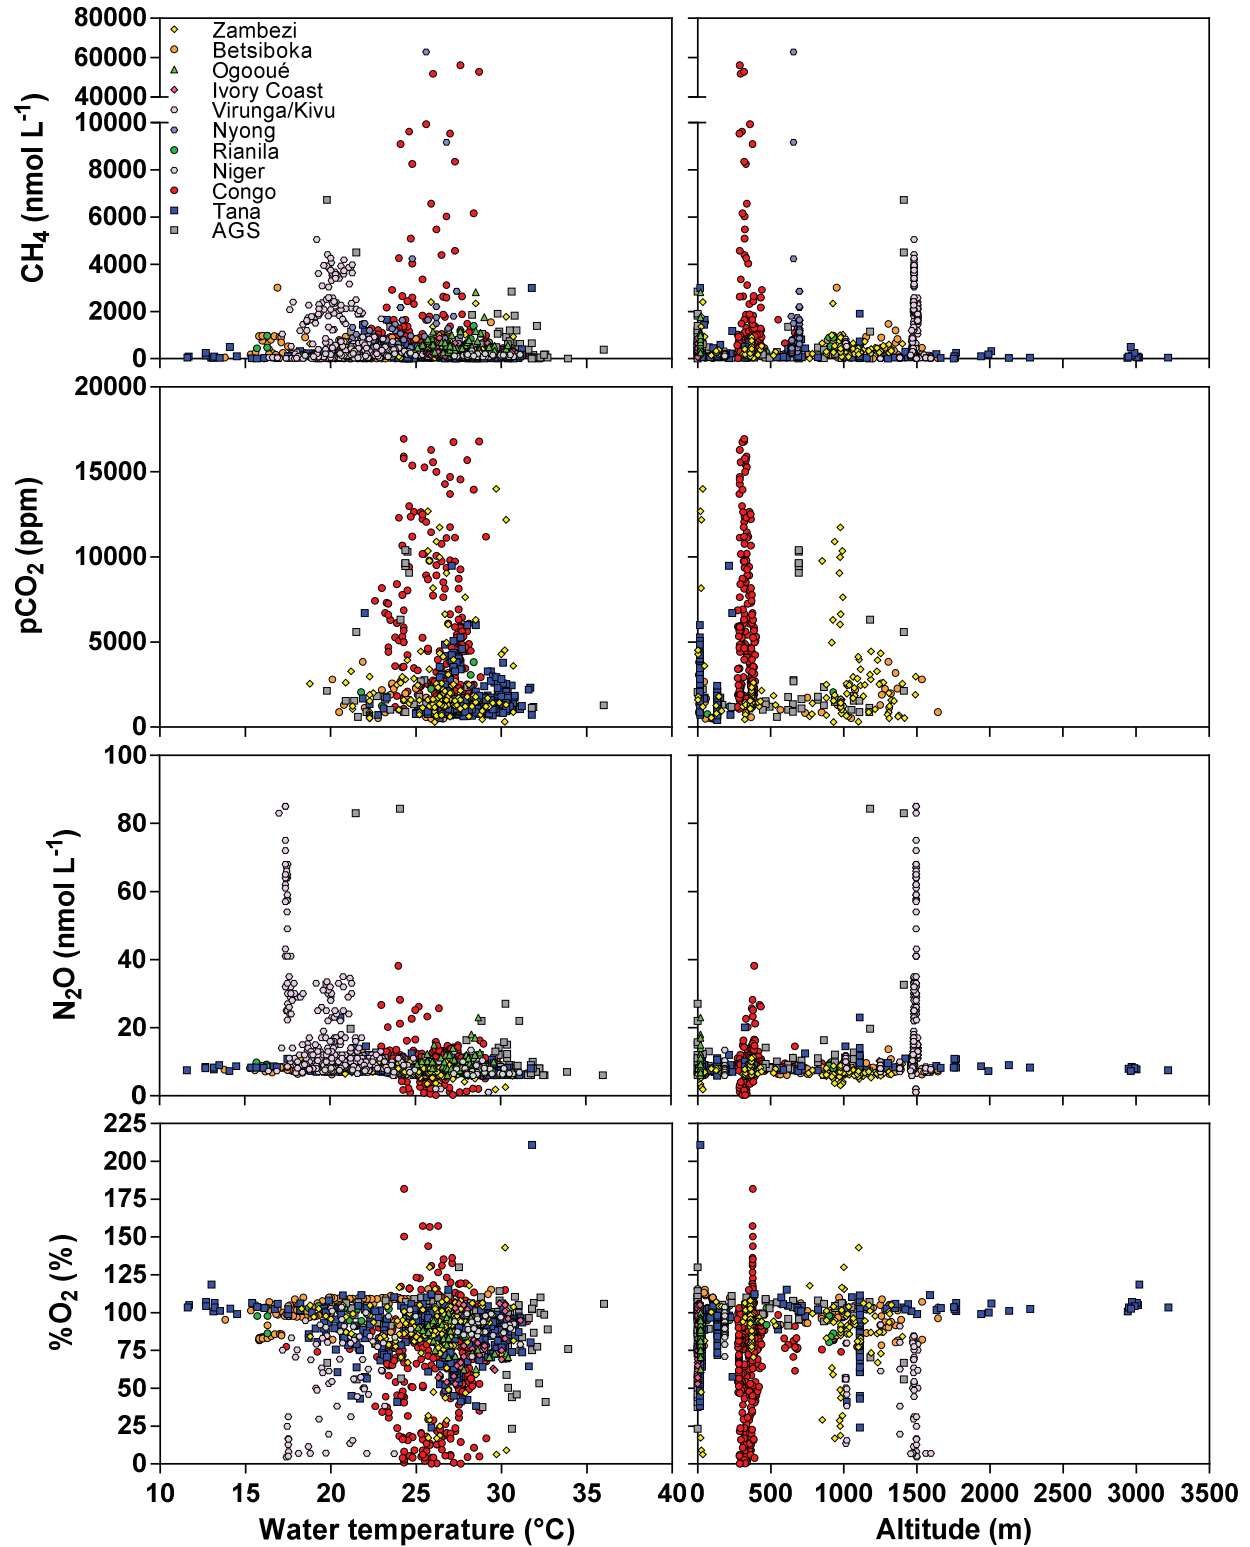 80000
60000
40000
10000
8000
6000
4000
2000
0
CH4 (nmol L-1)
Zambezi
Betsiboka
Ogooué
Ivory Coast
Virunga/Kivu
Nyong
Rianila
Niger
Congo
Tana
AGS
20000
15000
10000
5000
0
pCO2 (ppm)
100
80
60
40
20
0
N2O (nmol L-1)
225
200
175
150
125
100
75
50
25
0
%O2 (%)
10 15 20 25 30 35 40 0 500 1000 1500 2000 2500 3000 3500
Water temperature (°C) Altitude (m)